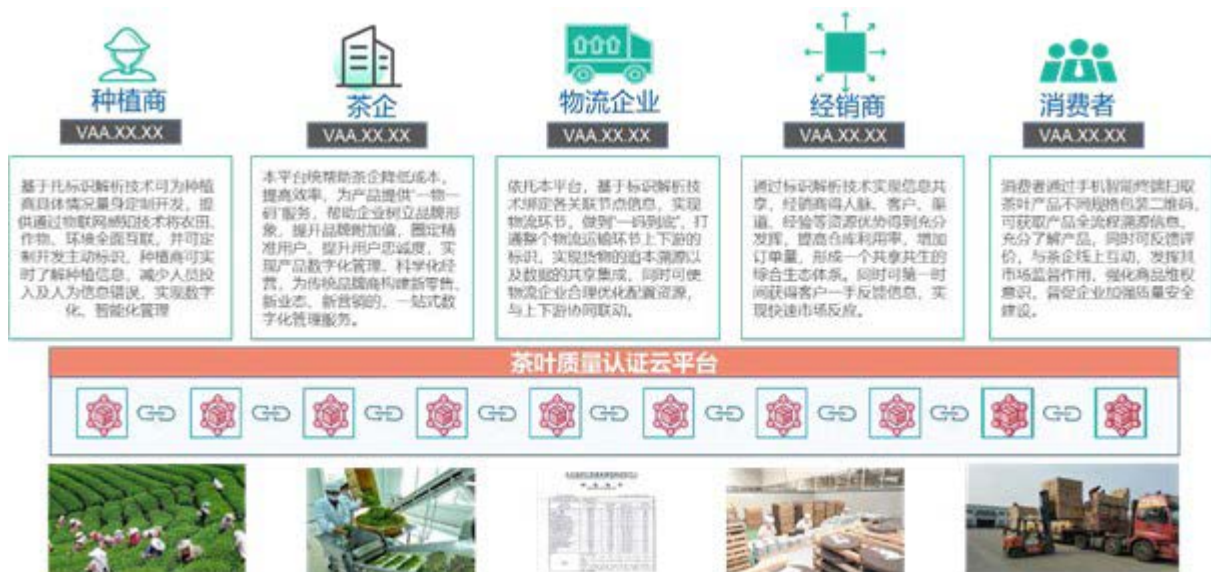 种植商
VAA.XX.XX
基于托标识解析技术可为种植
商具体情况量身定制开发，提
供通过物联网感知技术将农田、
作物、环境全面互联，并可定
制开发主动标识，种植商可实
时了解种植信息，减少人员投
入及人为信息错误，实现数字
化、智能化管理
茶企
VAA.XX.XX
本平台统帮助茶企降低成本，
提高效率，为产品提供“一物一
码”服务，帮助企业树立品牌形
象，提升品牌附加值，圈定精
准用户，提升用户忠诚度，实
现产品数字化管理、科学化经
营，为传统品牌商构建新零售、
新业态、新营销的，一站式数
字化管理服务。
物流企业
VAA.XX.XX
依托本平台，基于标识解析技
术绑定各关联节点信息，实现
物流环节，做到“一码到底”，打
通整个物流运输环节上下游的
标识，实现货物的追本溯源以
及数据的共享集成，同时可使
物流企业合理优化配置资源，
与上下游协同联动。
经销商
VAA.XX.XX
通过标识解析技术实现信息共
享，经销商得人脉、客户、渠
道、经验等资源优势得到充分
发挥，提高仓库利用率，增加
订单量，形成一个共享共生的
综合生态体系。同时可第一时
间获得客户一手反馈信息，实
现快速市场反应。
消费者
VAA.XX.XX
消费者通过手机智能终端扫取
茶叶产品不同规格包装二维码，
可获取产品全流程溯源信息，
充分了解产品，同时可反馈评
价，与茶企线上互动，发挥其
市场监督作用，强化商品维权
意识，督促企业加强质量安全
建设。
茶叶质量认证云平台